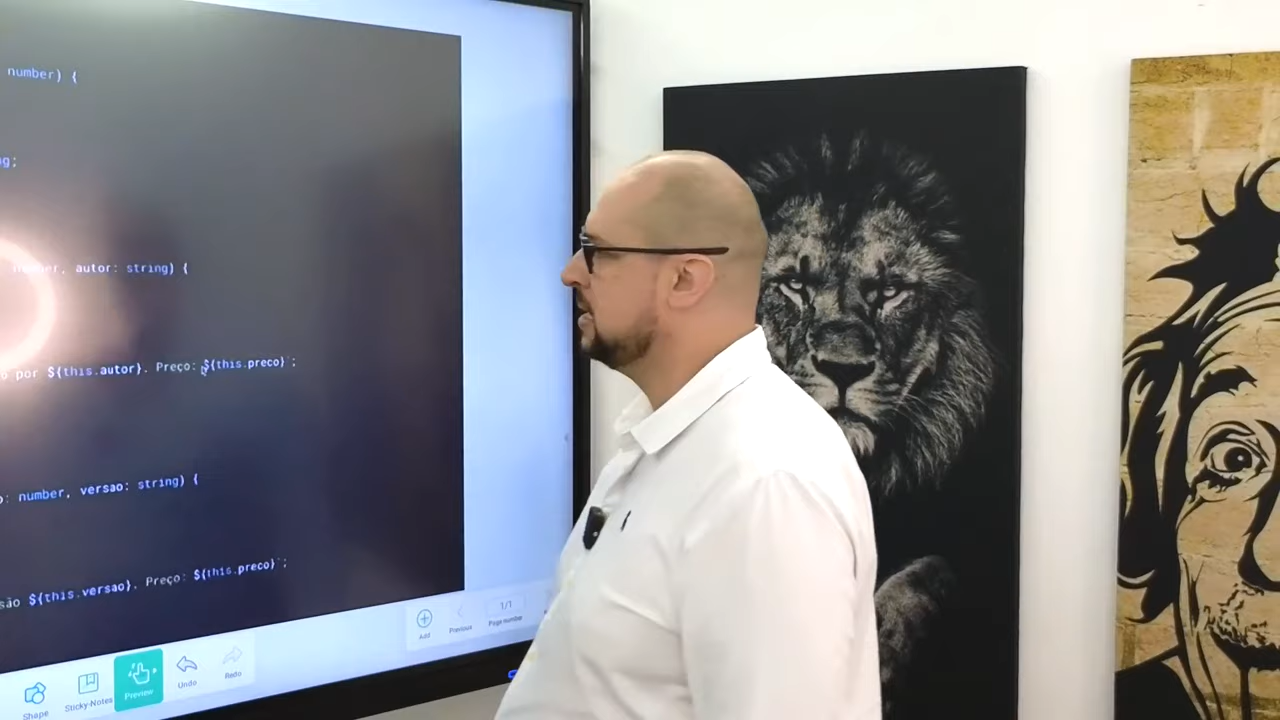 number) {
ng;
number, autor: string) {
o por ${this.autor}. Preço: ${this.preco}`;
o: number, versao: string) {
são ${this.versao}. Preço: ${this.preco}`;
Add
Previous
1/1
Page number
Shape
Sticky-Notes
Preview
Undo
Redo